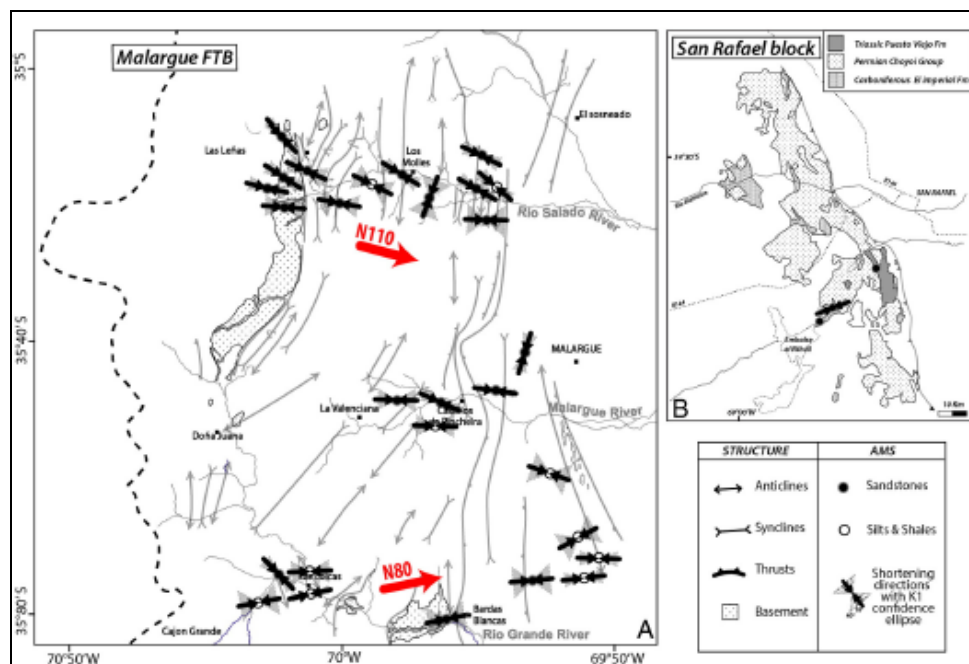 Malargue FTB
35°S
35°40'S
35°80'S
70°50'W
70°W
69°50'W
Las Leñas
Los
Molles
El sosneado
Rio Salado River
N110
MALARGUE
La Valenciana
Malargue River
Doña Juana
N80
Cajon Grande
Bardas
Blancas
Rio Grande River
A
San Rafael block
Triassic Puesto Viejo Fm
Permian Choyoi Group
Carboniferous El Imperial Fm
SAN RAFAEL
10 Km
B
STRUCTURE
AMS
Anticlines
Sandstones
Synclines
Silts & Shales
Thrusts
Shortening
directions
with K1
confidence
ellipse
Basement